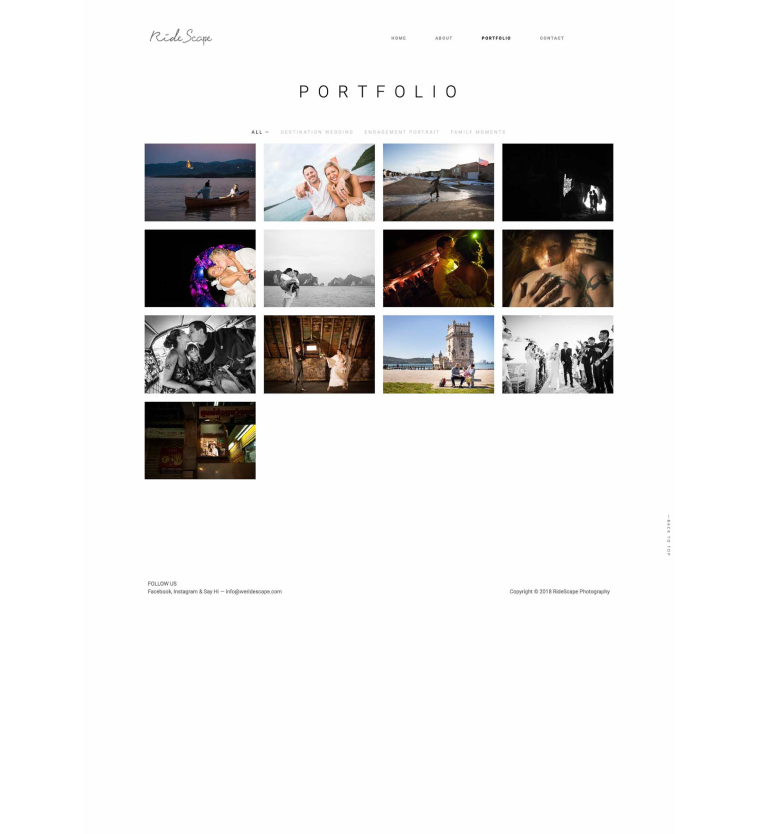 RideScape
HOME ABOUT PORTFOLIO CONTACT
PORTFOLIO
ALL — DESTINATION WEDDING ENGAGEMENT PORTRAIT FAMILY MOMENTS
— BACK TO TOP
FOLLOW US
Facebook, Instagram & Say Hi — info@weridescape.com
Copyright © 2018 RideScape Photography